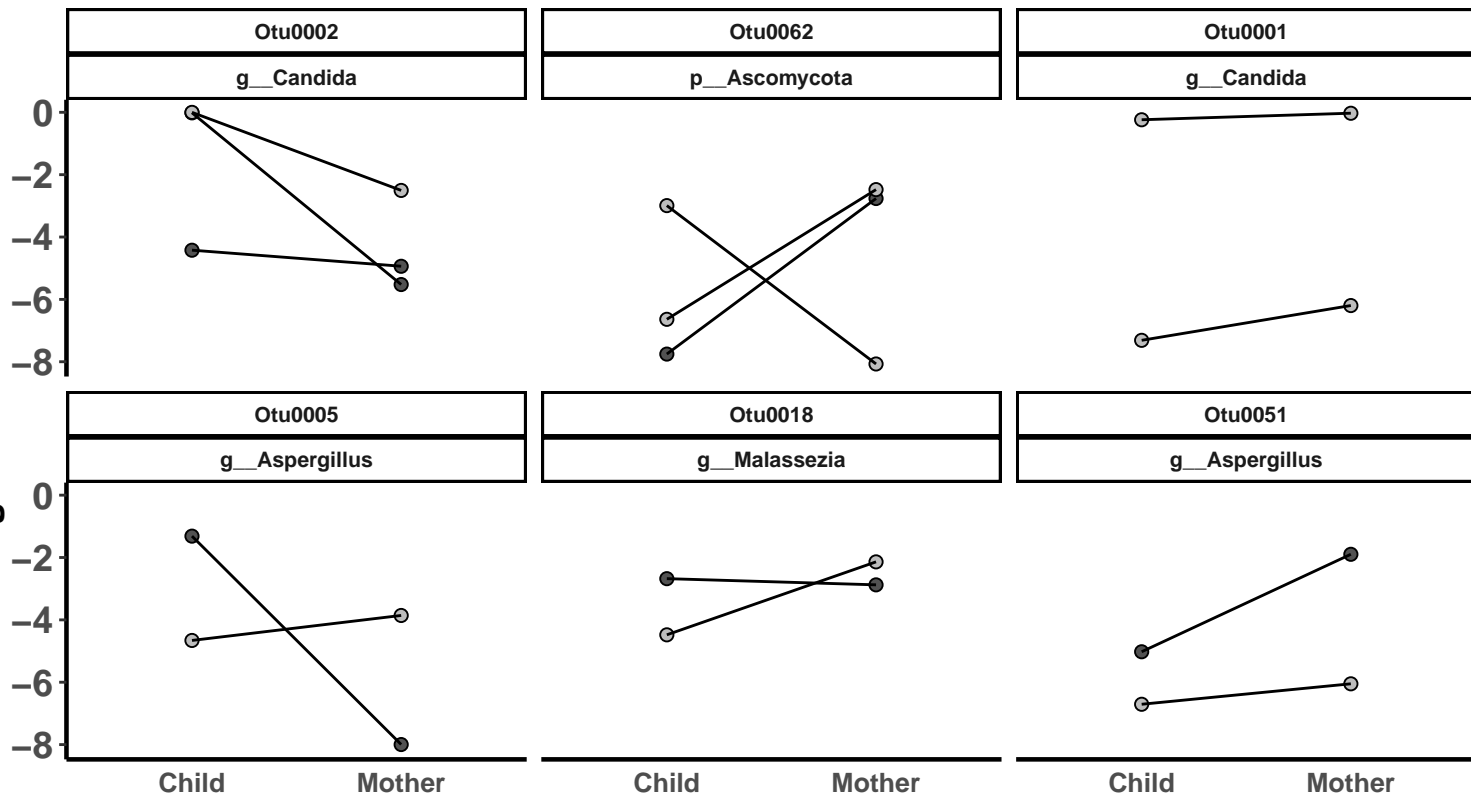 Otu0002 Otu0062 Otu0001
g__Candida p__Ascomycota g__Candida
0
−2
−4
−6
−8
Otu0005 Otu0018 Otu0051
g__Aspergillus g__Malassezia g__Aspergillus
0
−2
−4
−6
−8
Child Mother Child Mother Child Mother